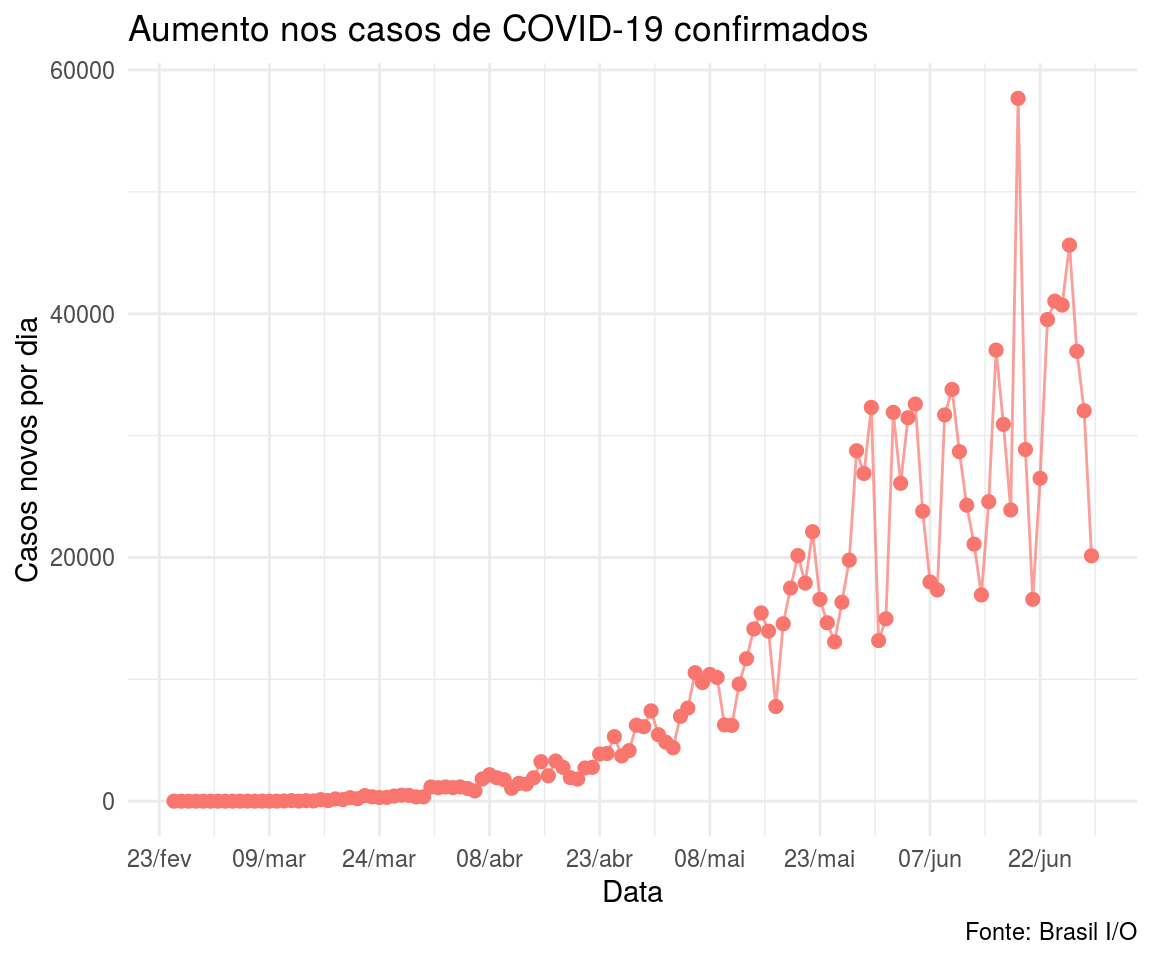 Aumento nos casos de COVID-19 confirmados
60000
40000
20000
0
Casos novos por dia
23/fev 09/mar 24/mar 08/abr 23/abr 08/mai 23/mai 07/jun 22/jun
Data
Fonte: Brasil I/O